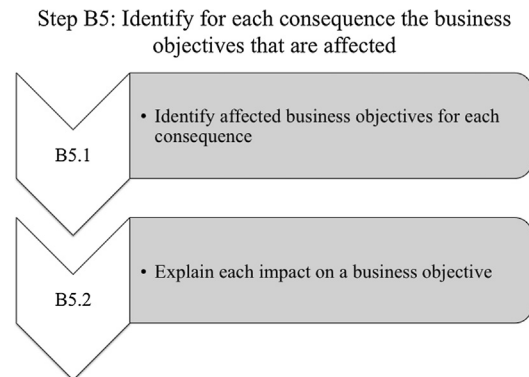 Step B5: Identify for each consequence the business
objectives that are affected
B5.1
• Identify affected business objectives for each
consequence
B5.2
• Explain each impact on a business objective